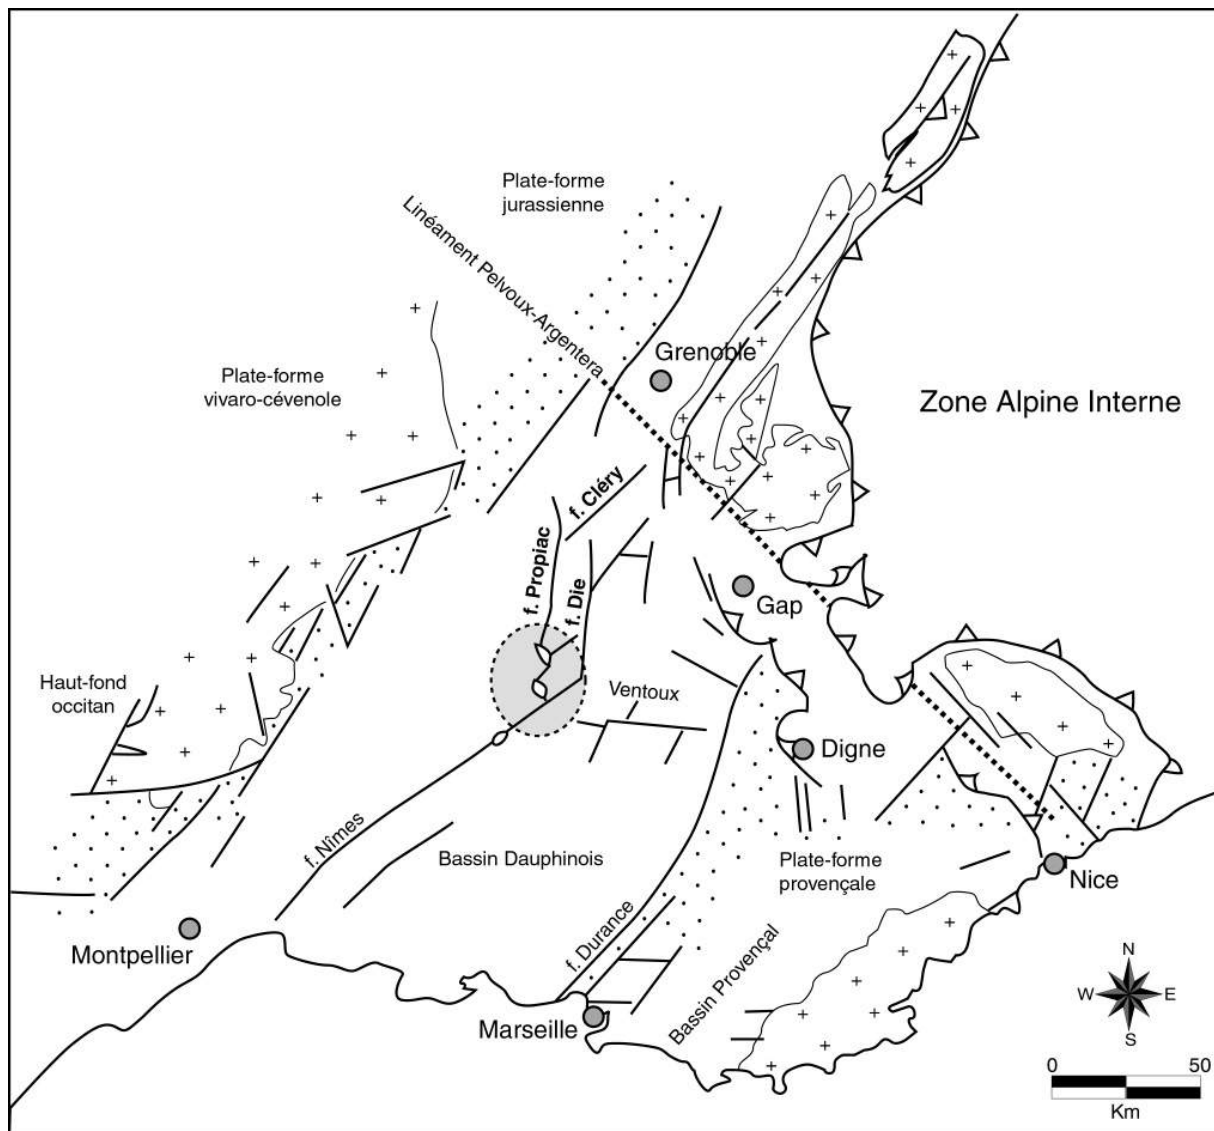 Plate-forme
jurassienne
Linéament Pelvoux-Argentera
Grenoble
Plate-forme
vivaro-cévenole
Zone Alpine Interne
f. Cléry
f. Propiac
f. Die
Gap
Haut-fond
occitan
Ventoux
Digne
f. Nîmes
Bassin Dauphinois
Plate-forme
provençale
Nice
f. Durance
Bassin Provençal
Montpellier
Marseille
N
W
E
S
0
50
Km